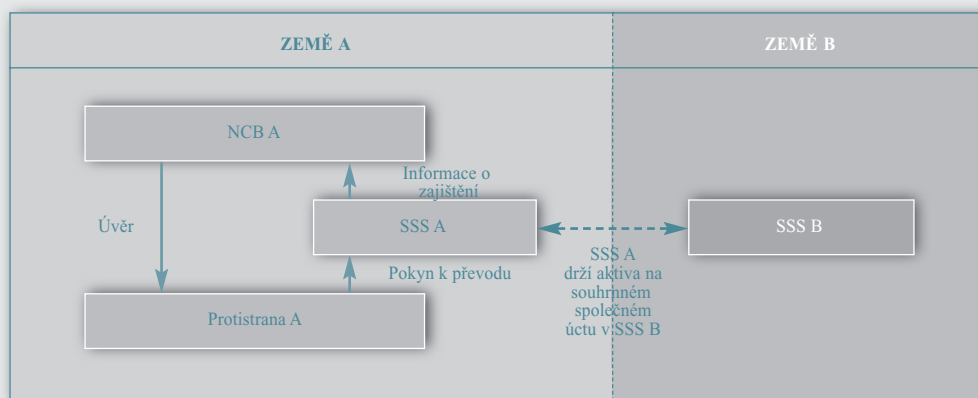 ZEMĚ A
ZEMĚ B
NCB A
Informace o
zajištění
Úvěr
SSS A
SSS B
Pokyn k převodu
SSS A
drží aktiva na
souhrnném
společném
účtu v SSS B
Protistrana A